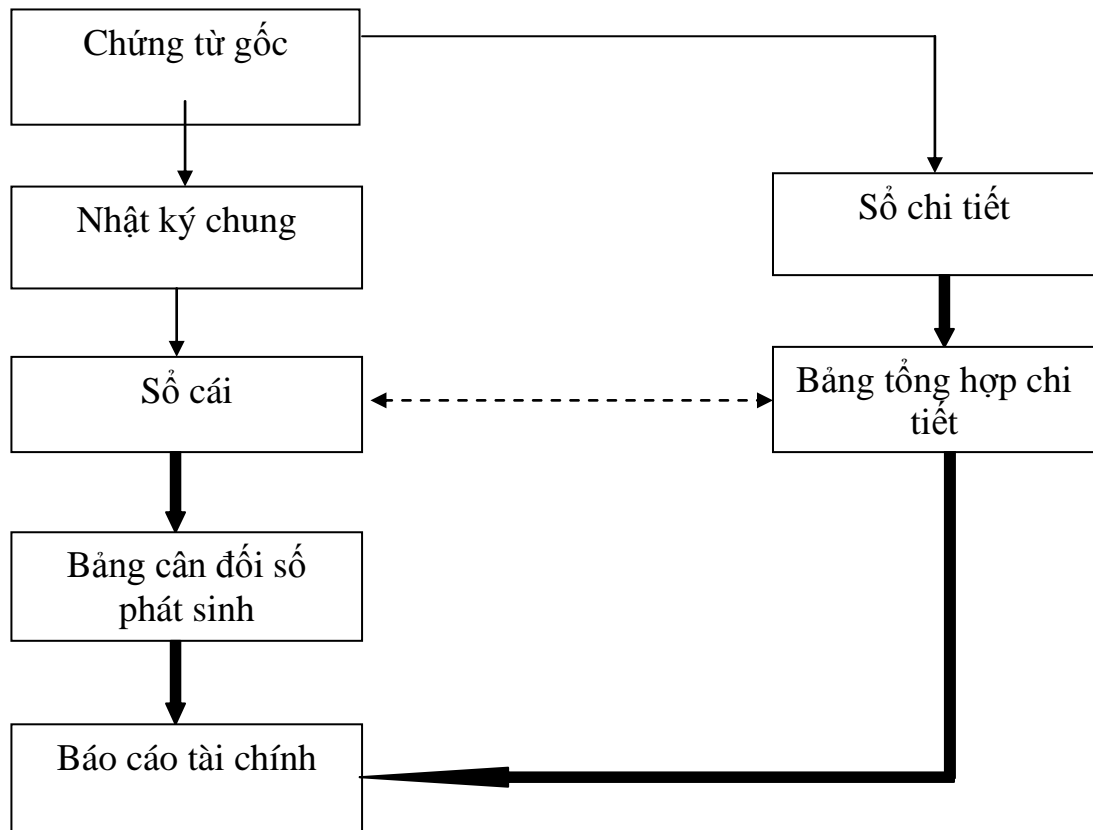 Chứng từ gốc
Nhật ký chung
Sổ chi tiết
Sổ cái
Bảng tổng hợp chi
tiết
Bảng cân đối số
phát sinh
Báo cáo tài chính